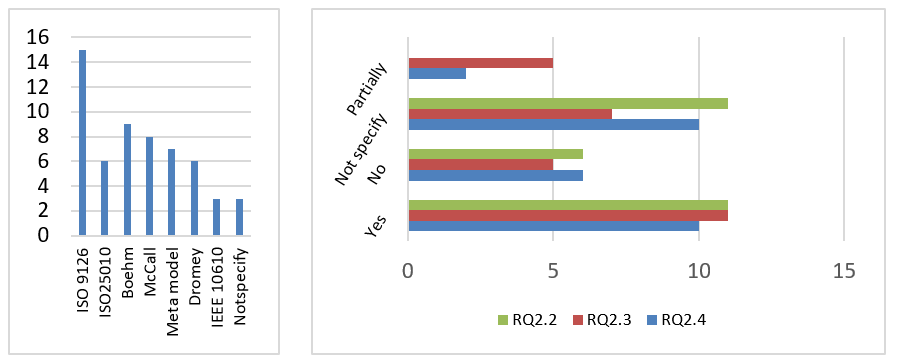 16
14
12
10
8
6
4
2
0
ISO 9126
ISO25010
Boehm
McCall
Meta model
Dromey
IEEE 10610
Notspecify
Partially
Not specify
No
Yes
0 5 10 15
RQ2.2 RQ2.3 RQ2.4